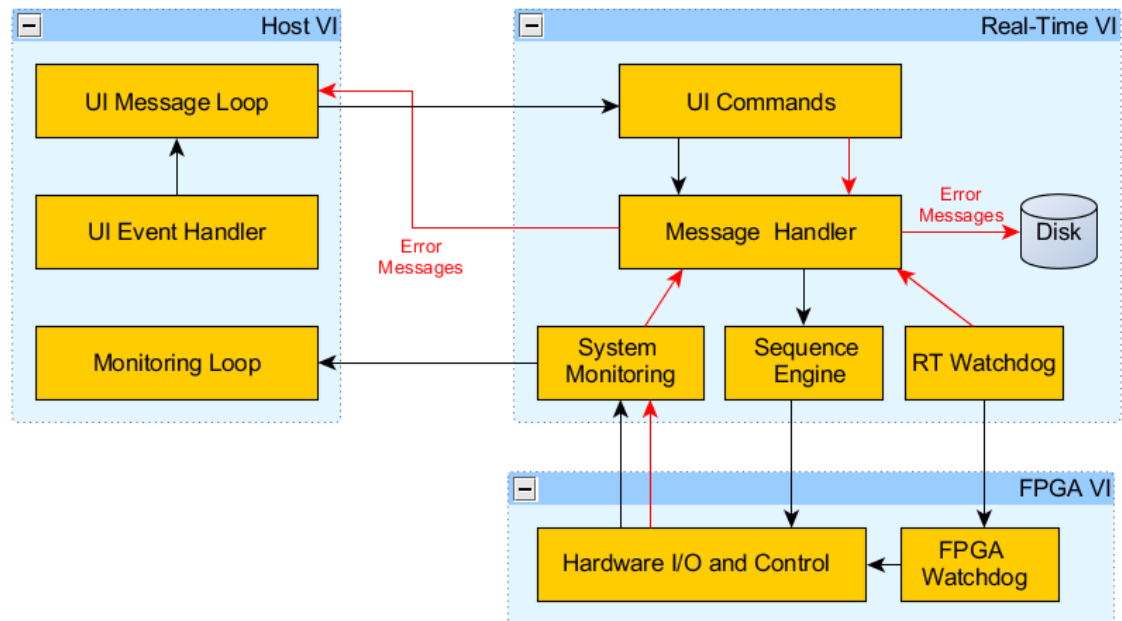 Host VI
UI Message Loop
UI Event Handler
Monitoring Loop
Error
Messages
Real-Time VI
UI Commands
Message Handler
Error
Messages
Disk
System
Monitoring
Sequence
Engine
RT Watchdog
FPGA VI
Hardware I/O and Control
FPGA
Watchdog